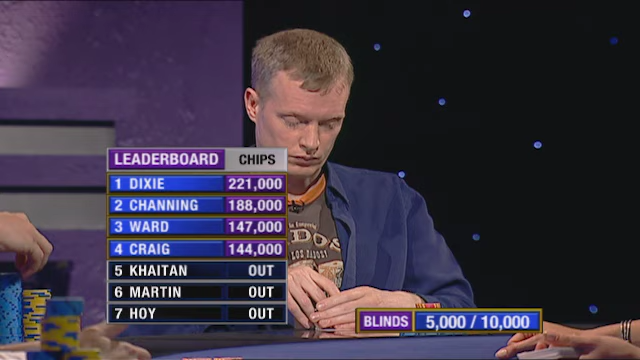 LEADERBOARD CHIPS
1 DIXIE 221,000
2 CHANNING 188,000
3 WARD 147,000
4 CRAIG 144,000
5 KHAITAN OUT
6 MARTIN OUT
7 HOY OUT
BLINDS 5,000 / 10,000